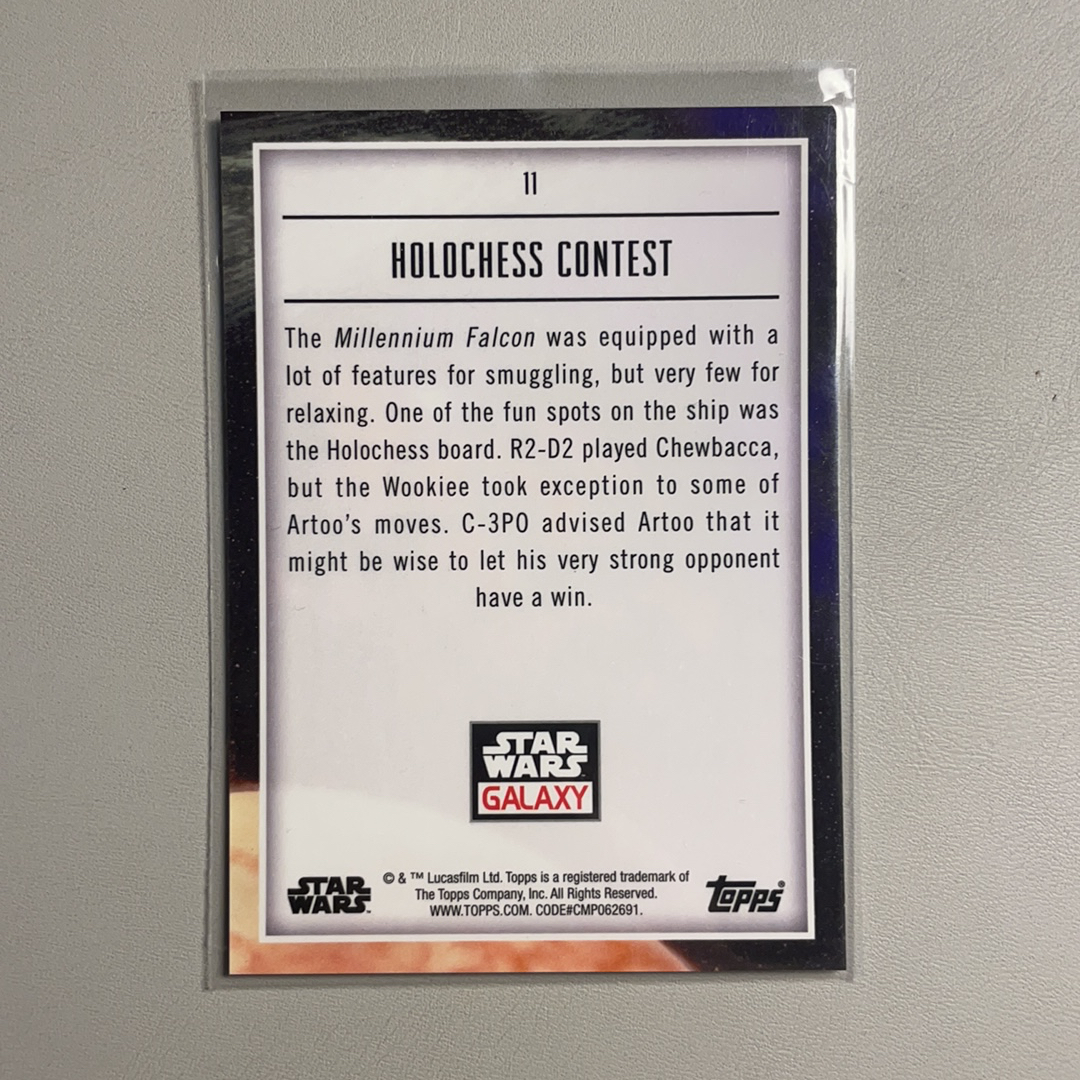 11
HOLOCHESS CONTEST
The Millennium Falcon was equipped with a
lot of features for smuggling, but very few for
relaxing. One of the fun spots on the ship was
the Holochess board. R2-D2 played Chewbacca,
but the Wookiee took exception to some of
Artoo's moves. C-3PO advised Artoo that it
might be wise to let his very strong opponent
have a win.
STAR
WARS
GALAXY
STAR
WARS™
© & ™ Lucasfilm Ltd. Topps is a registered trademark of
The Topps Company, Inc. All Rights Reserved.
WWW.TOPPS.COM. CODE#CMP062691.
topps®